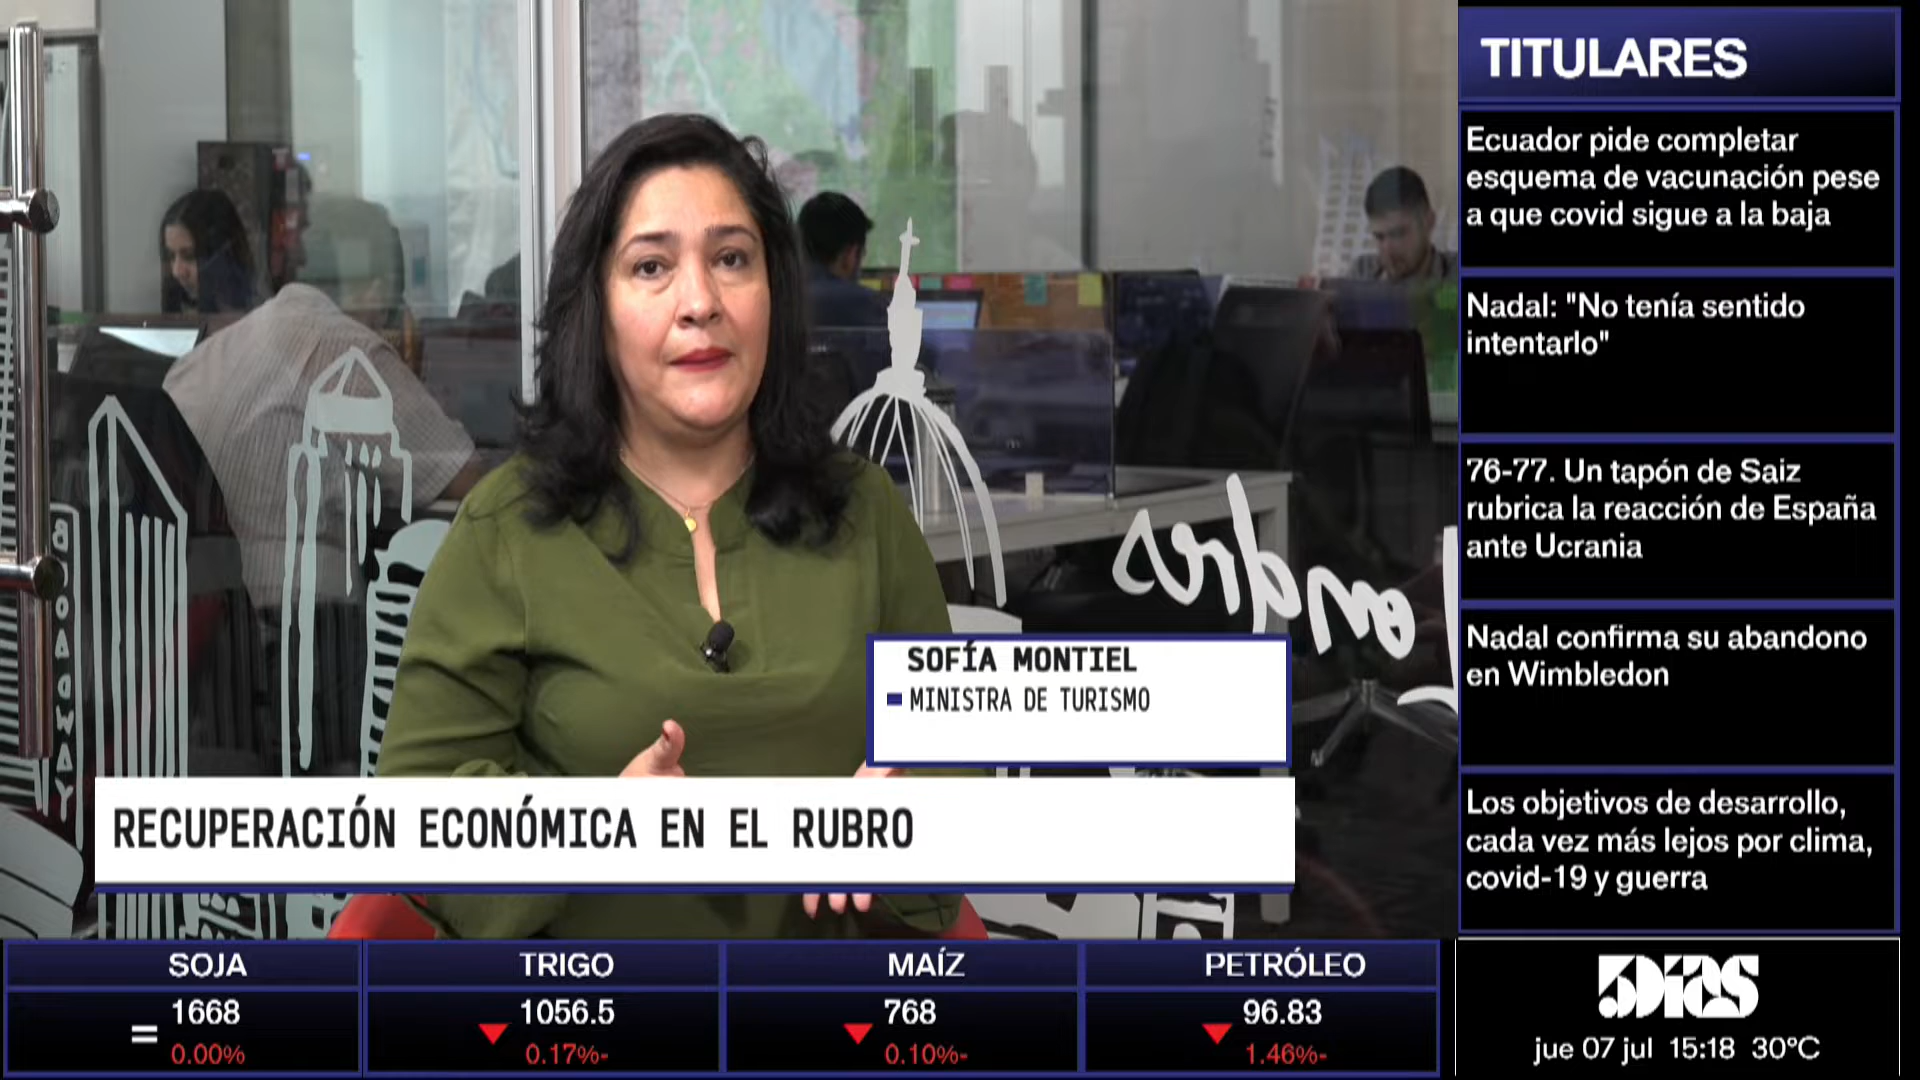 TITULARES
Ecuador pide completar
esquema de vacunación pese
a que covid sigue a la baja
Nadal: "No tenía sentido
intentarlo"
76-77. Un tapón de Saiz
rubrica la reacción de España
ante Ucrania
Nadal confirma su abandono
en Wimbledon
Los objetivos de desarrollo,
cada vez más lejos por clima,
covid-19 y guerra
BROADWAY
Londres
SOFÍA MONTIEL
MINISTRA DE TURISMO
RECUPERACIÓN ECONÓMICA EN EL RUBRO
SOJA TRIGO MAÍZ PETRÓLEO
= 1668 1056.5 768 96.83
0.00% 0.17%- 0.10%- 1.46%-
5Días
jue 07 jul 15:18 30°C